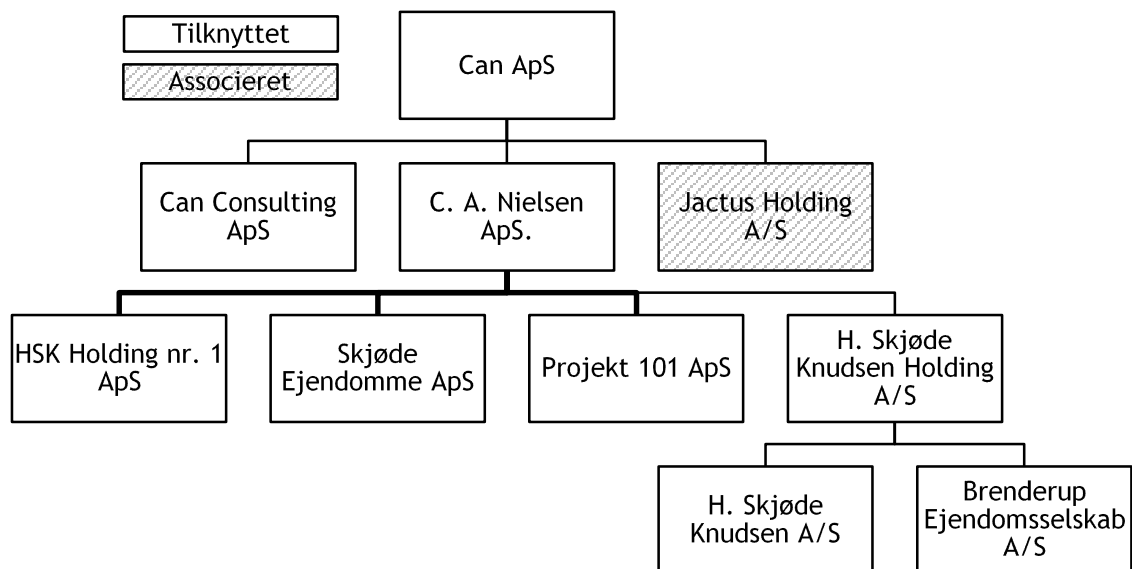 Tilknyttet
Associeret
Can ApS
Can Consulting
ApS
C. A. Nielsen
ApS.
Jactus Holding
A/S
HSK Holding nr. 1
ApS
Skjøde
Ejendomme ApS
Projekt 101 ApS
H. Skjøde
Knudsen Holding
A/S
H. Skjøde
Knudsen A/S
Brenderup
Ejendomsselskab
A/S